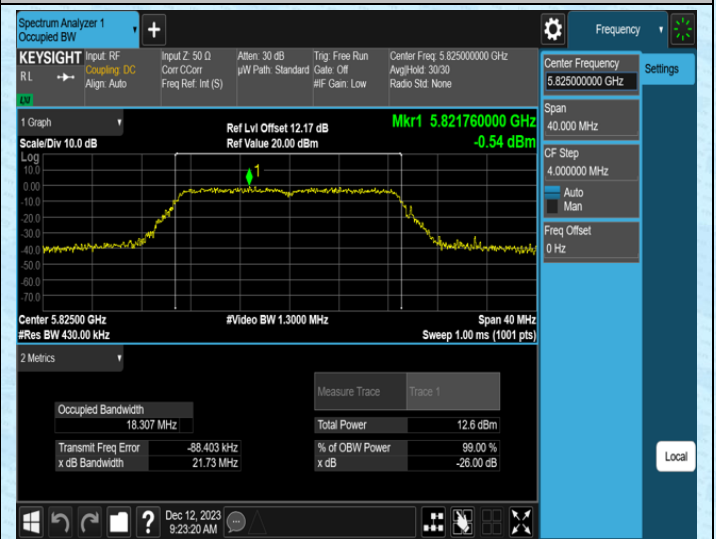 Spectrum Analyzer 1
Occupied BW
Frequency
KEYSIGHT
R L
LXI
Input: RF
Coupling: DC
Align: Auto
Input Z: 50 Ω
Corr CCorr
Freq Ref: Int (S)
Atten: 30 dB
µW Path: Standard
Trig: Free Run
Gate: Off
#IF Gain: Low
Center Freq: 5.825000000 GHz
Avg|Hold: 30/30
Radio Std: None
Center Frequency
5.825000000 GHz
Settings
Span
40.000 MHz
CF Step
4.000000 MHz
Auto
Man
Freq Offset
0 Hz
Local
1 Graph
Scale/Div 10.0 dB
Ref Lvl Offset 12.17 dB
Ref Value 20.00 dBm
Mkr1 5.821760000 GHz
-0.54 dBm
Log
10.0
0.00
-10.0
-20.0
-30.0
-40.0
-50.0
-60.0
-70.0
1
Center 5.82500 GHz
#Video BW 1.3000 MHz
Span 40 MHz
#Res BW 430.00 kHz
Sweep 1.00 ms (1001 pts)
2 Metrics
Measure Trace
Trace 1
Occupied Bandwidth
18.307 MHz
Total Power
12.6 dBm
Transmit Freq Error
-88.403 kHz
% of OBW Power
99.00 %
x dB Bandwidth
21.73 MHz
x dB
-26.00 dB
?
Dec 12, 2023
9:23:20 AM